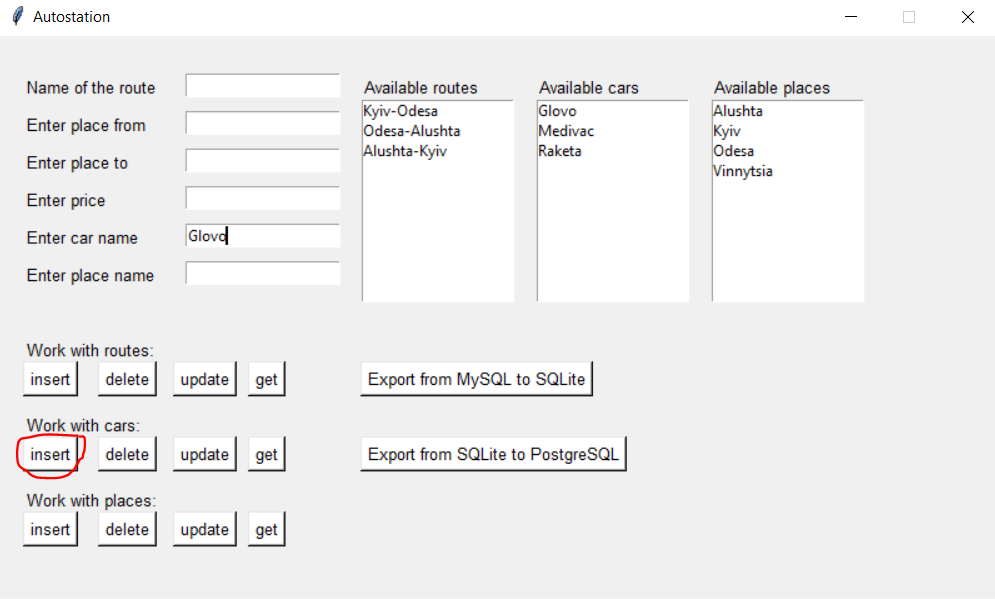 Autostation
Name of the route
Enter place from
Enter place to
Enter price
Enter car name
Glovo
Enter place name
Available routes
Kyiv-Odesa
Odesa-Alushta
Alushta-Kyiv
Available cars
Glovo
Medivac
Raketa
Available places
Alushta
Kyiv
Odesa
Vinnytsia
Work with routes:
insert delete update get Export from MySQL to SQLite
Work with cars:
insert delete update get Export from SQLite to PostgreSQL
Work with places:
insert delete update get